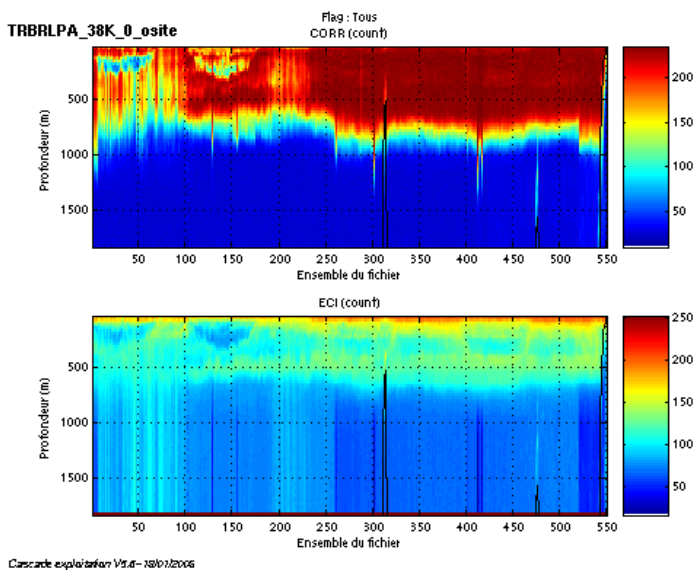 TRBRLPA_38K_0_osite
Flag : Tous
CORR (count)
Profondeur (m)
500
1000
1500
50 100 150 200 250 300 350 400 450 500 550
Ensemble du fichier
200
150
100
50
ECI (count)
Profondeur (m)
500
1000
1500
50 100 150 200 250 300 350 400 450 500 550
Ensemble du fichier
250
200
150
100
50
Cascade exploitation V5.6 – 18/01/2006